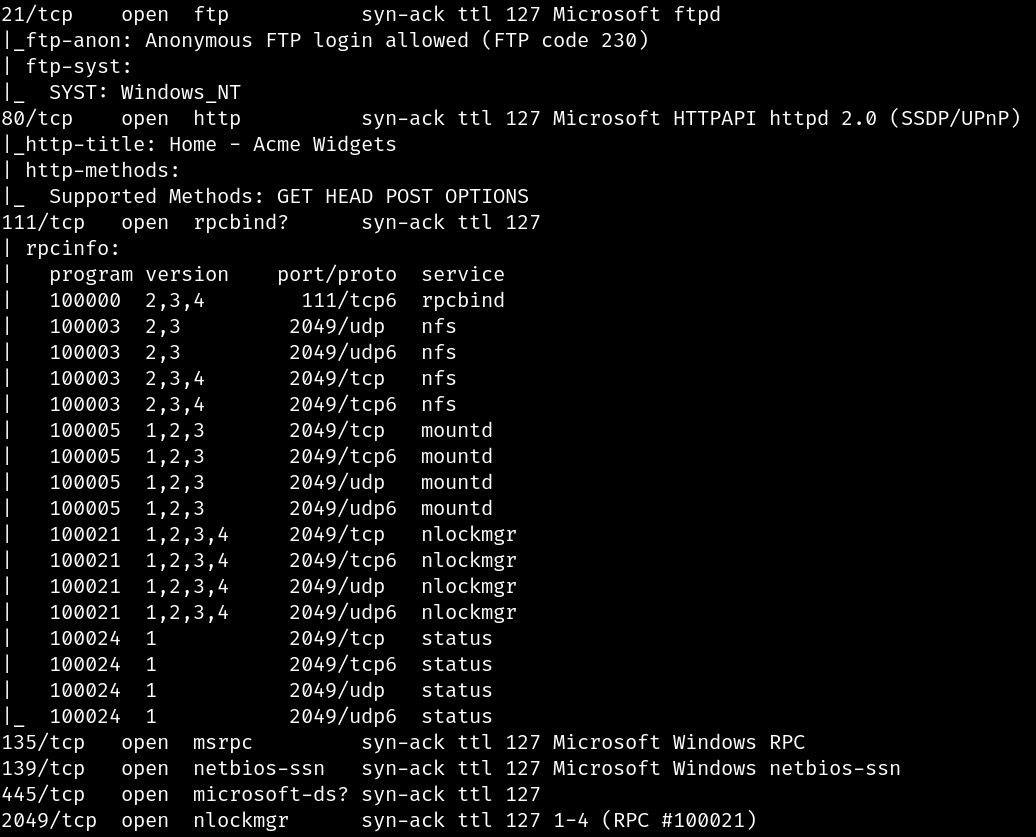 21/tcp   open  ftp           syn-ack ttl 127 Microsoft ftpd
|_ftp-anon: Anonymous FTP login allowed (FTP code 230)
| ftp-syst:
|_  SYST: Windows_NT
80/tcp   open  http          syn-ack ttl 127 Microsoft HTTPAPI httpd 2.0 (SSDP/UPnP)
|_http-title: Home - Acme Widgets
| http-methods:
|_  Supported Methods: GET HEAD POST OPTIONS
111/tcp  open  rpcbind?      syn-ack ttl 127
| rpcinfo:
|   program version    port/proto  service
|   100000  2,3,4        111/tcp6  rpcbind
|   100003  2,3         2049/udp   nfs
|   100003  2,3         2049/udp6  nfs
|   100003  2,3,4       2049/tcp   nfs
|   100003  2,3,4       2049/tcp6  nfs
|   100005  1,2,3       2049/tcp   mountd
|   100005  1,2,3       2049/tcp6  mountd
|   100005  1,2,3       2049/udp   mountd
|   100005  1,2,3       2049/udp6  mountd
|   100021  1,2,3,4     2049/tcp   nlockmgr
|   100021  1,2,3,4     2049/tcp6  nlockmgr
|   100021  1,2,3,4     2049/udp   nlockmgr
|   100021  1,2,3,4     2049/udp6  nlockmgr
|   100024  1           2049/tcp   status
|   100024  1           2049/tcp6  status
|   100024  1           2049/udp   status
|_  100024  1           2049/udp6  status
135/tcp  open  msrpc         syn-ack ttl 127 Microsoft Windows RPC
139/tcp  open  netbios-ssn   syn-ack ttl 127 Microsoft Windows netbios-ssn
445/tcp  open  microsoft-ds? syn-ack ttl 127
2049/tcp open  nlockmgr      syn-ack ttl 127 1-4 (RPC #100021)